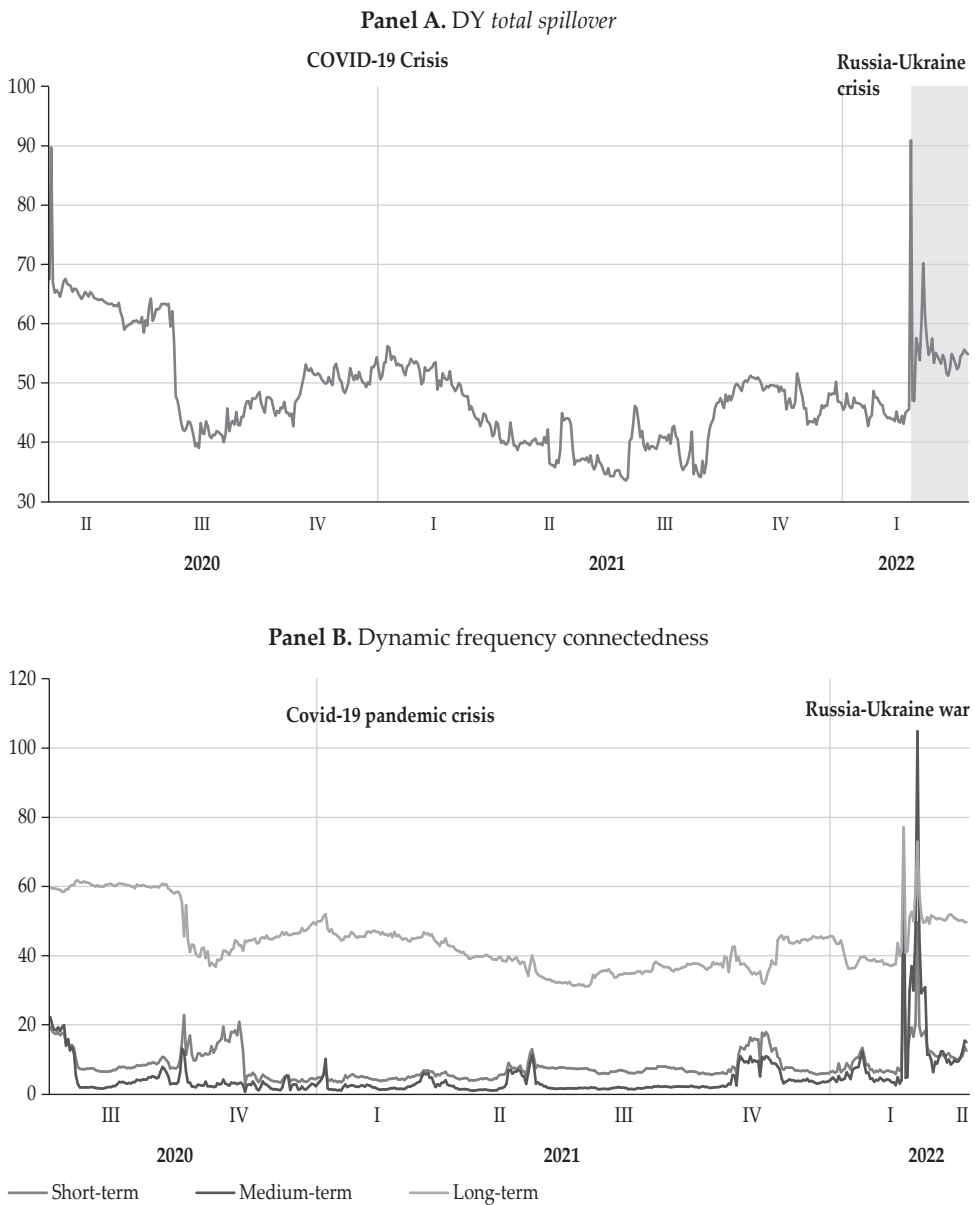 Panel A. DY total spillover
COVID-19 Crisis
Russia-Ukraine
crisis
100
90
80
70
60
50
40
30
II III IV I II III IV I
2020 2021 2022
Panel B. Dynamic frequency connectedness
120
Covid-19 pandemic crisis
Russia-Ukraine war
100
80
60
40
20
0
III IV I II III IV I II
2020 2021 2022
Short-term Medium-term Long-term